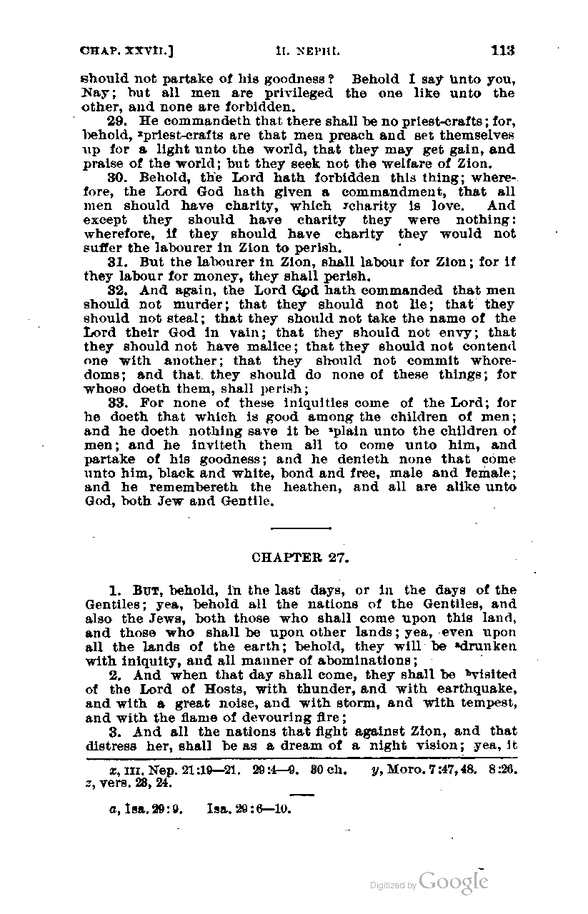 CHAP. XXVII.] II. NEPHI. 113
should not partake of his goodness? Behold I say unto you,
Nay; but all men are privileged the one like unto the
other, and none are forbidden.
29. He commandeth that there shall be no priest-crafts; for,
behold, ˣpriest-crafts are that men preach and set themselves
up for a light unto the world, that they may get gain, and
praise of the world; but they seek not the welfare of Zion.
30. Behold, the Lord hath forbidden this thing; where-
fore, the Lord God hath given a commandment, that all
men should have charity, which ʸcharity is love. And
except they should have charity they were nothing:
wherefore, if they should have charity they would not
suffer the labourer in Zion to perish.
31. But the labourer in Zion, shall labour for Zion; for if
they labour for money, they shall perish.
32. And again, the Lord God hath commanded that men
should not murder; that they should not lie; that they
should not steal; that they should not take the name of the
Lord their God in vain; that they should not envy; that
they should not have malice; that they should not contend
one with another; that they should not commit whore-
doms; and that they should do none of these things; for
whoso doeth them, shall perish;
33. For none of these iniquities come of the Lord; for
he doeth that which is good among the children of men;
and he doeth nothing save it be ᶻplain unto the children of
men; and he inviteth them all to come unto him, and
partake of his goodness; and he denieth none that come
unto him, black and white, bond and free, male and female;
and he remembereth the heathen, and all are alike unto
God, both Jew and Gentile.
CHAPTER 27.
1. BUT, behold, in the last days, or in the days of the
Gentiles; yea, behold all the nations of the Gentiles, and
also the Jews, both those who shall come upon this land,
and those who shall be upon other lands; yea, even upon
all the lands of the earth; behold, they will be ᵃdrunken
with iniquity, and all manner of abominations;
2. And when that day shall come, they shall be ᵇvisited
of the Lord of Hosts, with thunder, and with earthquake,
and with a great noise, and with storm, and with tempest,
and with the flame of devouring fire;
3. And all the nations that fight against Zion, and that
distress her, shall be as a dream of a night vision; yea, it
x, III. Nep. 21:19—21. 29:4—9. 30 ch. y, Moro. 7:47, 48. 8:26.
z, vers. 28, 24.
a, Isa. 29:9. Isa. 29:6—10.
Digitized by Google